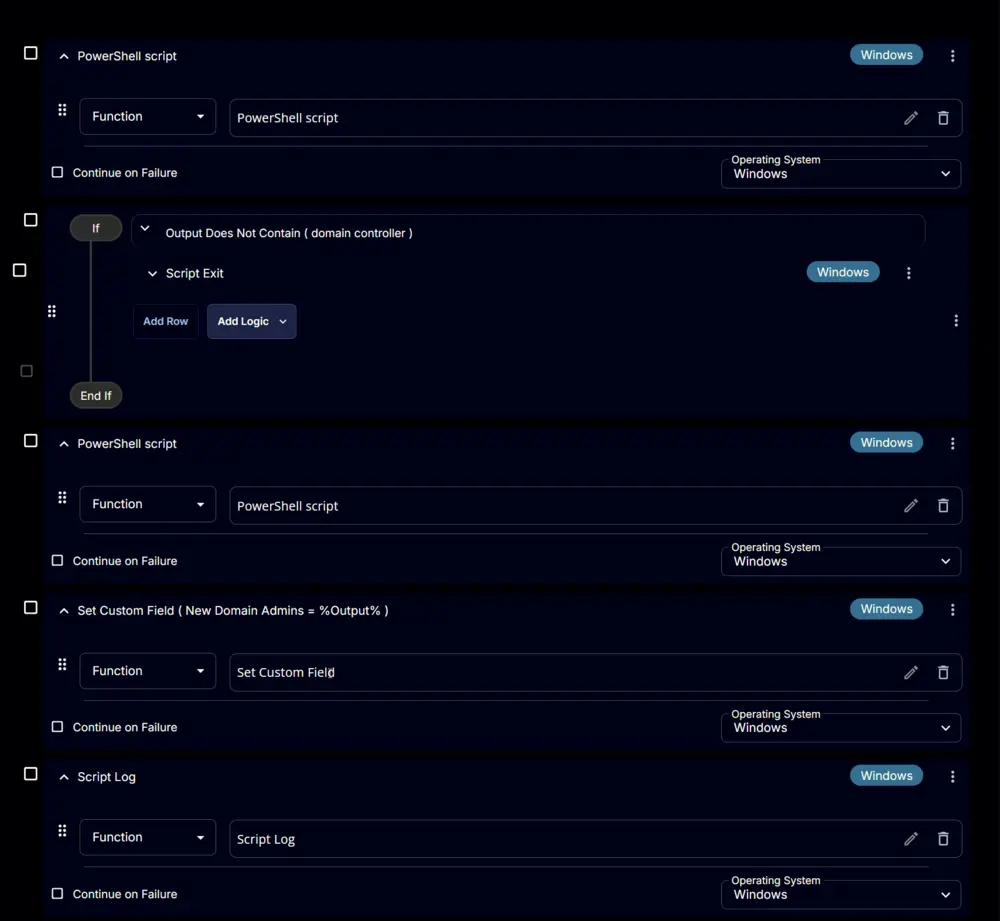 PowerShell script Windows
Function PowerShell script
Continue on Failure Operating System
Windows
If Output Does Not Contain ( domain controller )
Script Exit Windows
Add Row Add Logic
End If
PowerShell script Windows
Function PowerShell script
Continue on Failure Operating System
Windows
Set Custom Field ( New Domain Admins = %Output% ) Windows
Function Set Custom Field
Continue on Failure Operating System
Windows
Script Log Windows
Function Script Log
Continue on Failure Operating System
Windows